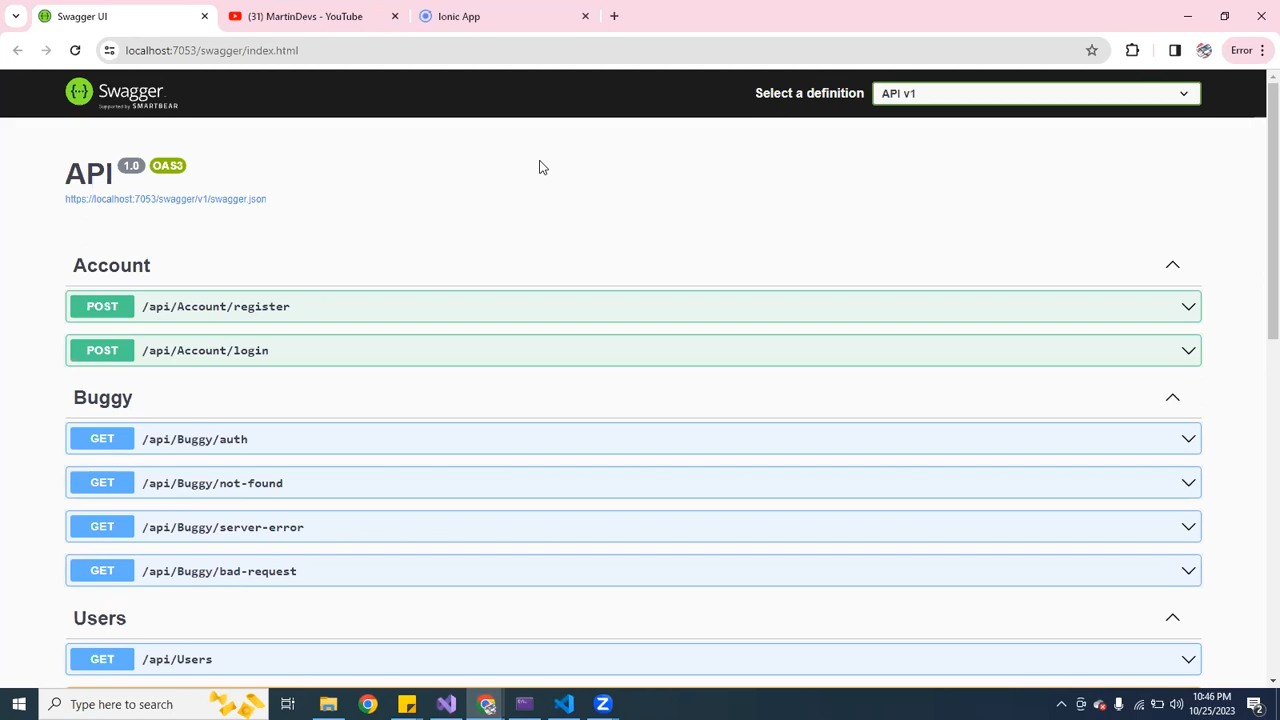 Swagger UI
(31) MartinDevs - YouTube
Ionic App
localhost:7053/swagger/index.html
Error
Swagger
Supported by SMARTBEAR
Select a definition
API v1
API 1.0 OAS3
https://localhost:7053/swagger/v1/swagger.json
Account
POST /api/Account/register
POST /api/Account/login
Buggy
GET /api/Buggy/auth
GET /api/Buggy/not-found
GET /api/Buggy/server-error
GET /api/Buggy/bad-request
Users
GET /api/Users
Type here to search
10:46 PM
10/25/2023
2